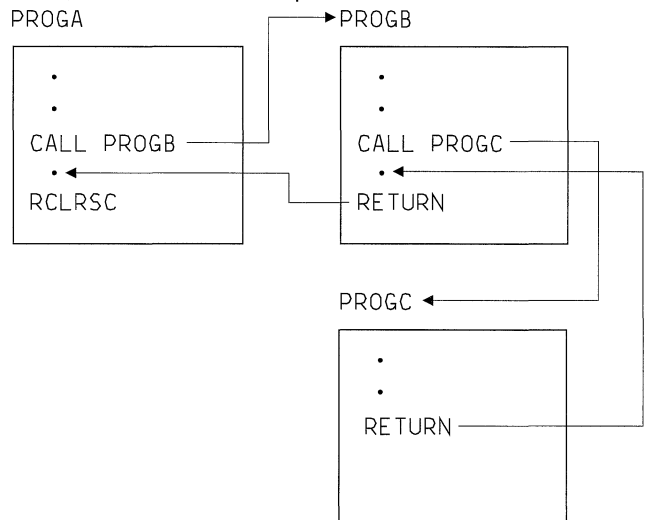 PROGA
CALL PROGB
RCLRSC
PROGB
CALL PROGC
RETURN
PROGC
RETURN